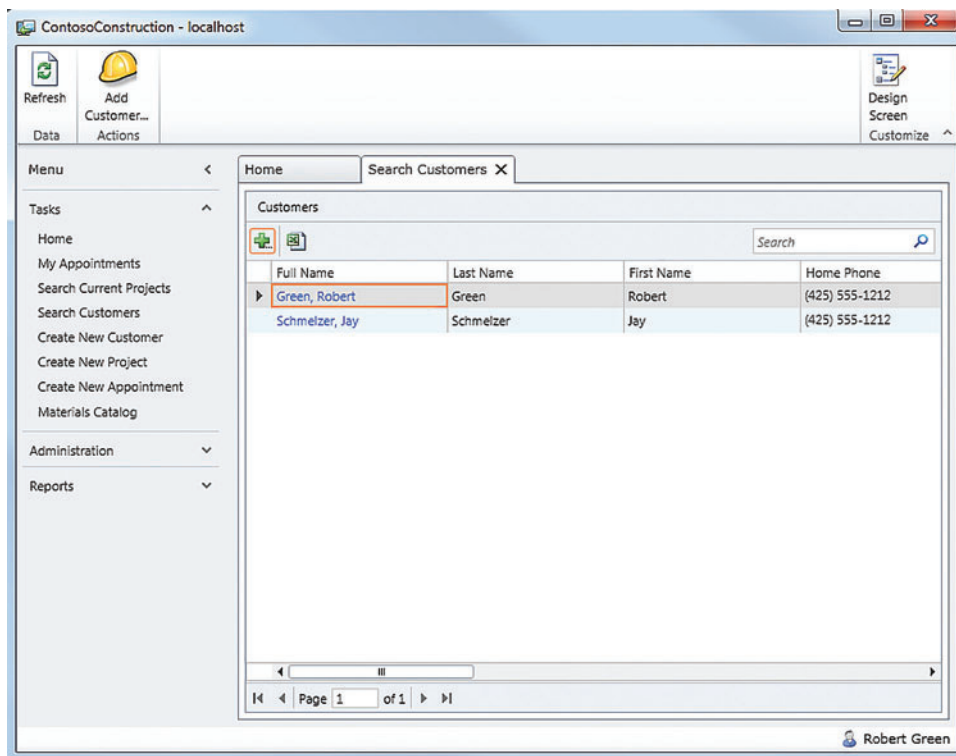 ContosoConstruction - localhost
Refresh
Add
Customer...
Design
Screen
Data
Actions
Customize
Menu
Tasks
Home
My Appointments
Search Current Projects
Search Customers
Create New Customer
Create New Project
Create New Appointment
Materials Catalog
Administration
Reports
Home
Search Customers X
Customers
Search
Full Name Last Name First Name Home Phone
Green, Robert Green Robert (425) 555-1212
Schmelzer, Jay Schmelzer Jay (425) 555-1212
Page 1 of 1
Robert Green